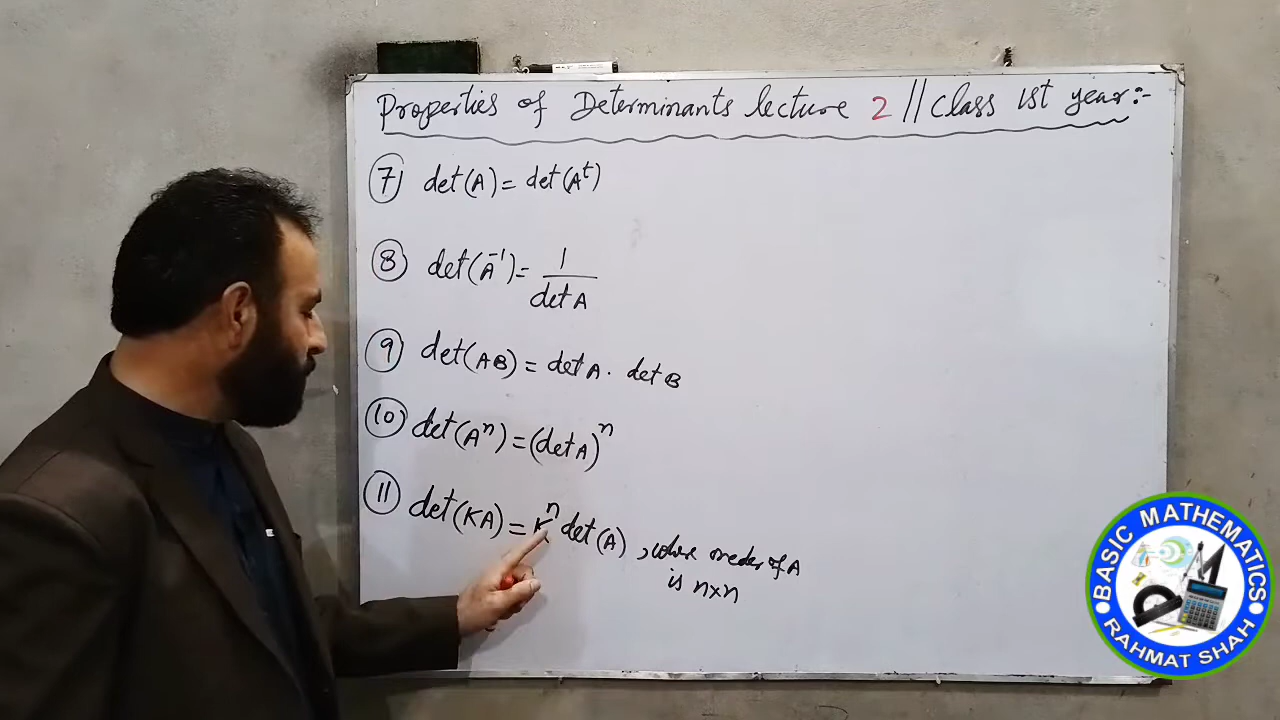 Properties of Determinants lecture 2 // Class 1st year:-
7) det(A) = det(Aᵗ)
8) det(A⁻¹) = 1/det A
9) det(AB) = det A . det B
10) det(Aⁿ) = (det A)ⁿ
11) det(KA) = Kⁿ det(A) , where order of A
is n×n
BASIC MATHEMATICS
RAHMAT SHAH